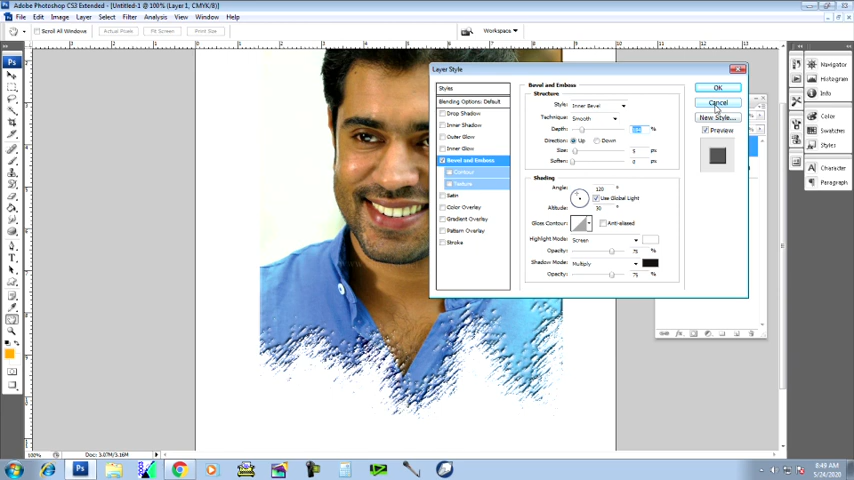 Adobe Photoshop CS3 Extended - [Untitled-1 @ 100% (Layer 1, CMYK/8)]
File Edit Image Layer Select Filter Analysis View Window Help
Scroll All Windows Actual Pixels Fit Screen Print Size Workspace
Layer Style
Styles
Blending Options: Default
Drop Shadow
Inner Shadow
Outer Glow
Inner Glow
Bevel and Emboss
Contour
Texture
Satin
Color Overlay
Gradient Overlay
Pattern Overlay
Stroke
Bevel and Emboss
Structure
Style: Inner Bevel
Technique: Smooth
Depth: %
Direction: Up Down
Size: 5 px
Soften: 0 px
Shading
Angle: 120 °
Use Global Light
Altitude: 30 °
Gloss Contour: Anti-aliased
Highlight Mode: Screen
Opacity: 75 %
Shadow Mode: Multiply
Opacity: 75 %
OK
Cancel
New Style...
Preview
Navigator
Histogram
Info
Color
Swatches
Styles
Character
Paragraph
100% Doc: 3.07M/3.16M
8:49 AM
5/24/2020